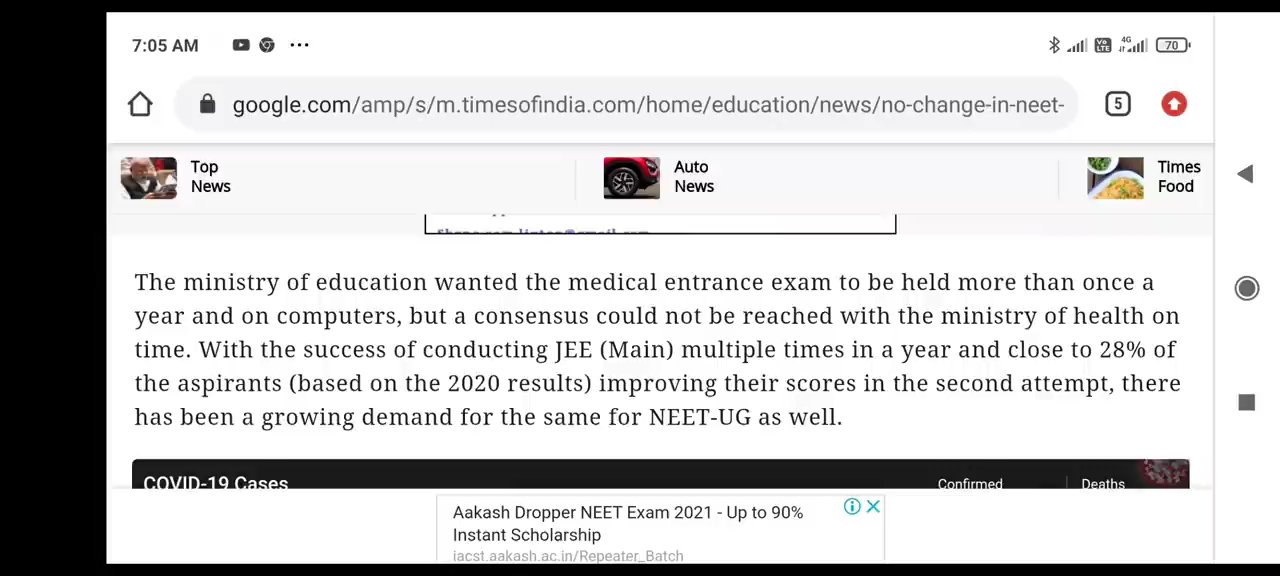 7:05 AM
4G
Vo LTE
70
google.com/amp/s/m.timesofindia.com/home/education/news/no-change-in-neet-
5
Top News
Auto News
Times Food
The ministry of education wanted the medical entrance exam to be held more than once a
year and on computers, but a consensus could not be reached with the ministry of health on
time. With the success of conducting JEE (Main) multiple times in a year and close to 28% of
the aspirants (based on the 2020 results) improving their scores in the second attempt, there
has been a growing demand for the same for NEET-UG as well.
COVID-19 Cases
Confirmed
Deaths
Aakash Dropper NEET Exam 2021 - Up to 90%
Instant Scholarship
iacst.aakash.ac.in/Repeater_Batch